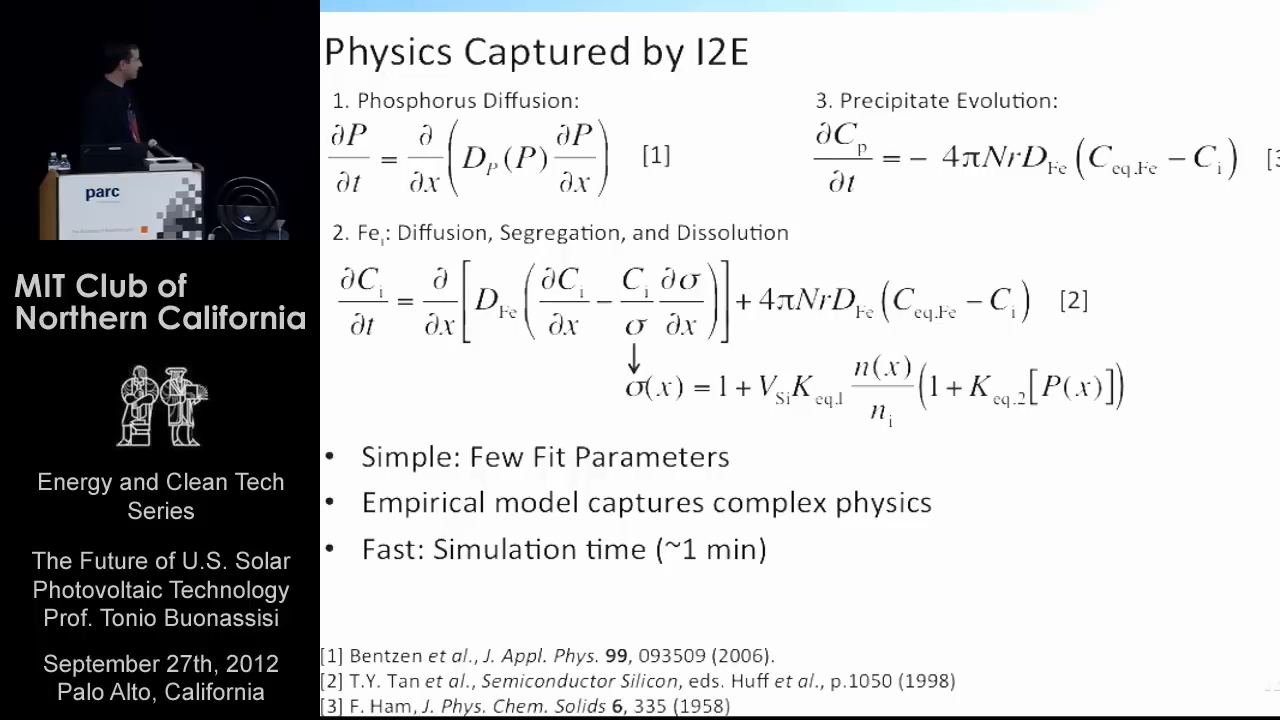 Physics Captured by I2E
1. Phosphorus Diffusion:
∂P/∂t = ∂/∂x (D_P(P) ∂P/∂x) [1]
3. Precipitate Evolution:
∂C_p/∂t = − 4πNrD_Fe (C_eq.Fe − C_i) [3
2. Fe_i: Diffusion, Segregation, and Dissolution
∂C_i/∂t = ∂/∂x [D_Fe (∂C_i/∂x − C_i/σ ∂σ/∂x)] + 4πNrD_Fe (C_eq.Fe − C_i) [2]
↓
σ(x) = 1 + V_Si K_eq.1 n(x)/n_i (1 + K_eq.2 [P(x)])
• Simple: Few Fit Parameters
• Empirical model captures complex physics
• Fast: Simulation time (~1 min)
[1] Bentzen et al., J. Appl. Phys. 99, 093509 (2006).
[2] T.Y. Tan et al., Semiconductor Silicon, eds. Huff et al., p.1050 (1998)
[3] F. Ham, J. Phys. Chem. Solids 6, 335 (1958)
parc
MIT Club of
Northern California
Energy and Clean Tech
Series
The Future of U.S. Solar
Photovoltaic Technology
Prof. Tonio Buonassisi
September 27th, 2012
Palo Alto, California